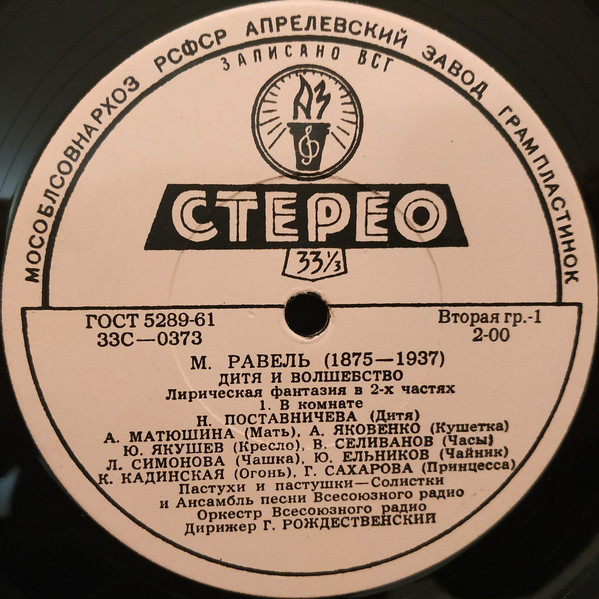 МОСОБЛСОВНАРХОЗ РСФСР АПРЕЛЕВСКИЙ ЗАВОД ГРАМПЛАСТИНОК
ЗАПИСАНО ВСГ
АЗ
СТЕРЕО
33 1/3
ГОСТ 5289-61
33С—0373
Вторая гр.-1
2-00
М. РАВЕЛЬ (1875—1937)
ДИТЯ И ВОЛШЕБСТВО
Лирическая фантазия в 2-х частях
1. В комнате
Н. ПОСТАВНИЧЕВА (Дитя)
А. МАТЮШИНА (Мать), А. ЯКОВЕНКО (Кушетка)
Ю. ЯКУШЕВ (Кресло), В. СЕЛИВАНОВ (Часы)
Л. СИМОНОВА (Чашка), Ю. ЕЛЬНИКОВ (Чайник)
К. КАДИНСКАЯ (Огонь), Г. САХАРОВА (Принцесса)
Пастухи и пастушки—Солистки
и Ансамбль песни Всесоюзного радио
Оркестр Всесоюзного радио
Дирижер Г. РОЖДЕСТВЕНСКИЙ